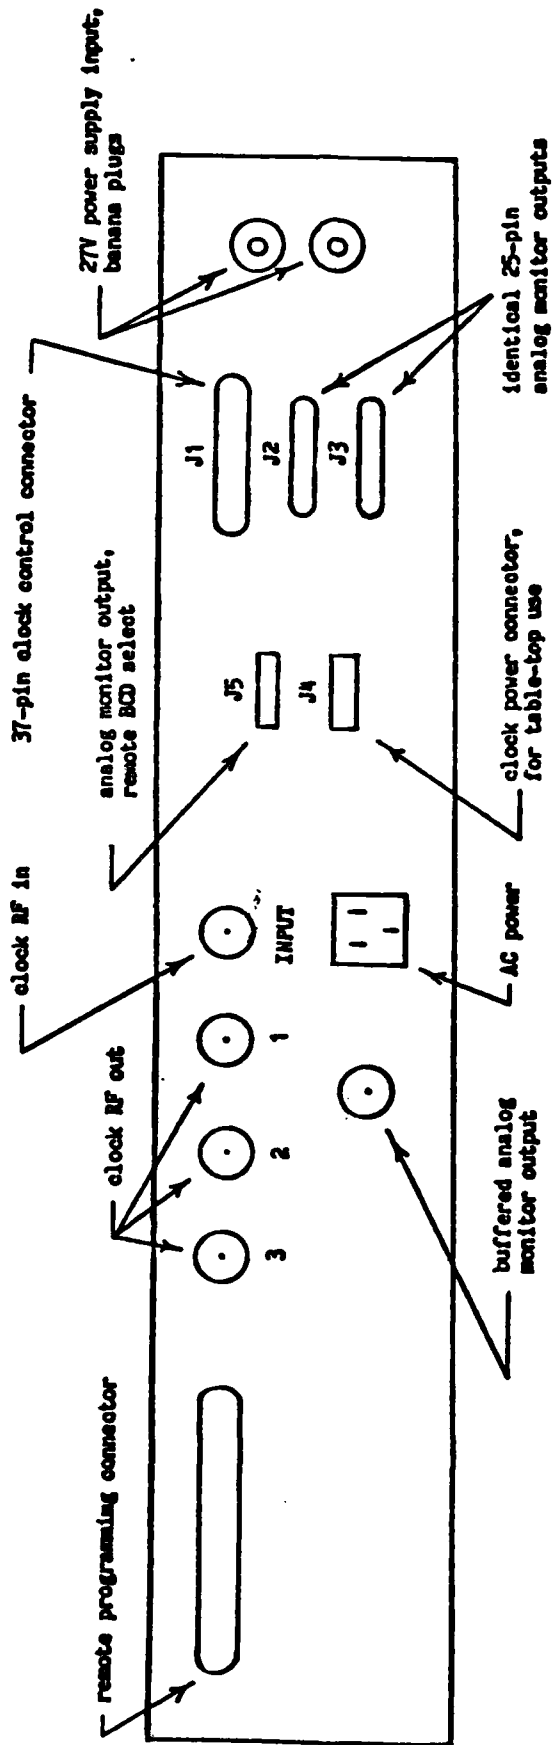 remote programming connector
clock RF out
clock RF in
37-pin clock control connector
analog monitor output,
remote BCD select
27V power supply input,
banana plugs
3
2
1
INPUT
J5
J4
J1
J2
J3
buffered analog
monitor output
AC power
clock power connector,
for table-top use
identical 25-pin
analog monitor outputs